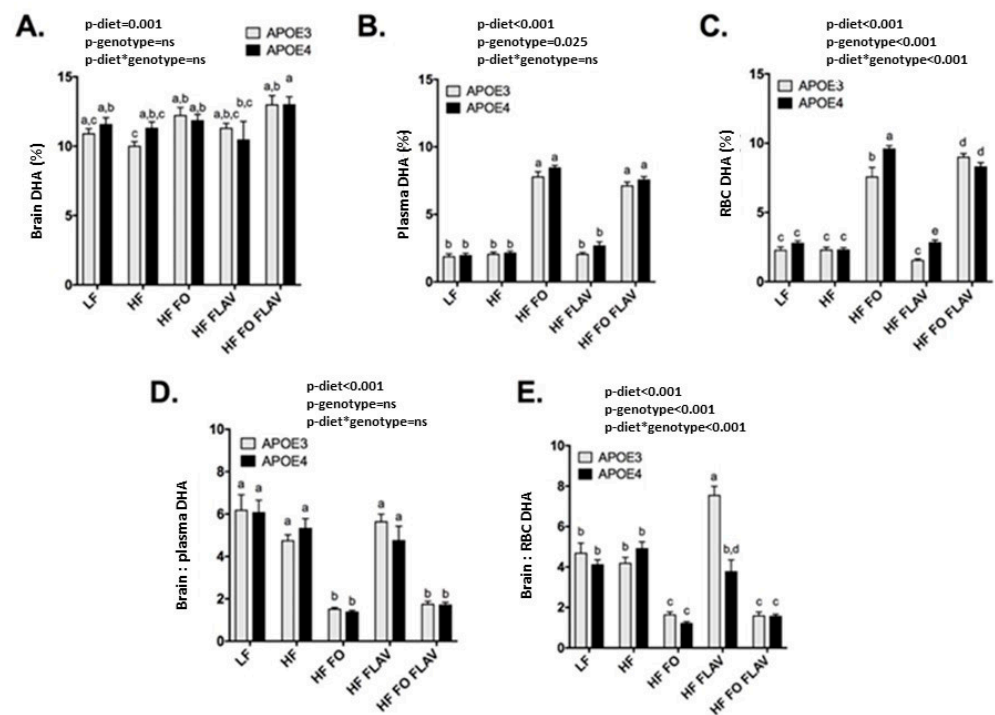 A.
p-diet=0.001
p-genotype=ns
p-diet*genotype=ns
APOE3
APOE4
Brain DHA (%)
15
10
5
0
a,c
a,b
c
a,b,c
a,b
a,b
a,b,c
b,c
a
a
LF
HF
HF FO
HF FLAV
HF FO FLAV
B.
p-diet<0.001
p-genotype=0.025
p-diet*genotype=ns
APOE3
APOE4
Plasma DHA (%)
15
10
5
0
b
b
b
b
a
a
b
b
a
a
LF
HF
HF FO
HF FLAV
HF FO FLAV
C.
p-diet<0.001
p-genotype<0.001
p-diet*genotype<0.001
APOE3
APOE4
RBC DHA (%)
15
10
5
0
c
c
c
c
b
a
c
e
d
d
LF
HF
HF FO
HF FLAV
HF FO FLAV
D.
p-diet<0.001
p-genotype=ns
p-diet*genotype=ns
APOE3
APOE4
Brain : plasma DHA
8
6
4
2
0
a
a
a
a
b
b
a
a
b
b
LF
HF
HF FO
HF FLAV
HF FO FLAV
E.
p-diet<0.001
p-genotype<0.001
p-diet*genotype<0.001
APOE3
APOE4
Brain : RBC DHA
10
8
6
4
2
0
b
b
b
b
c
c
a
b,d
c
c
LF
HF
HF FO
HF FLAV
HF FO FLAV